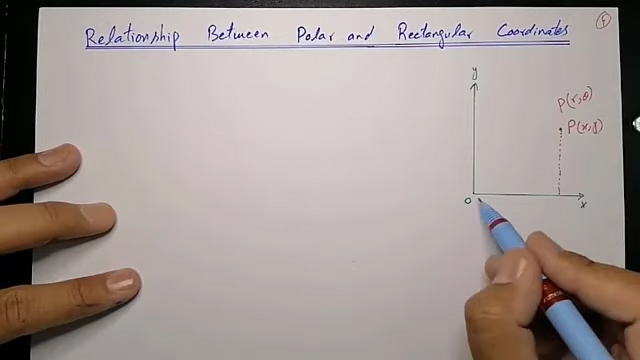 Relationship Between Polar and Rectangular Coordinates
y
P(r,θ)
P(x,y)
O
x